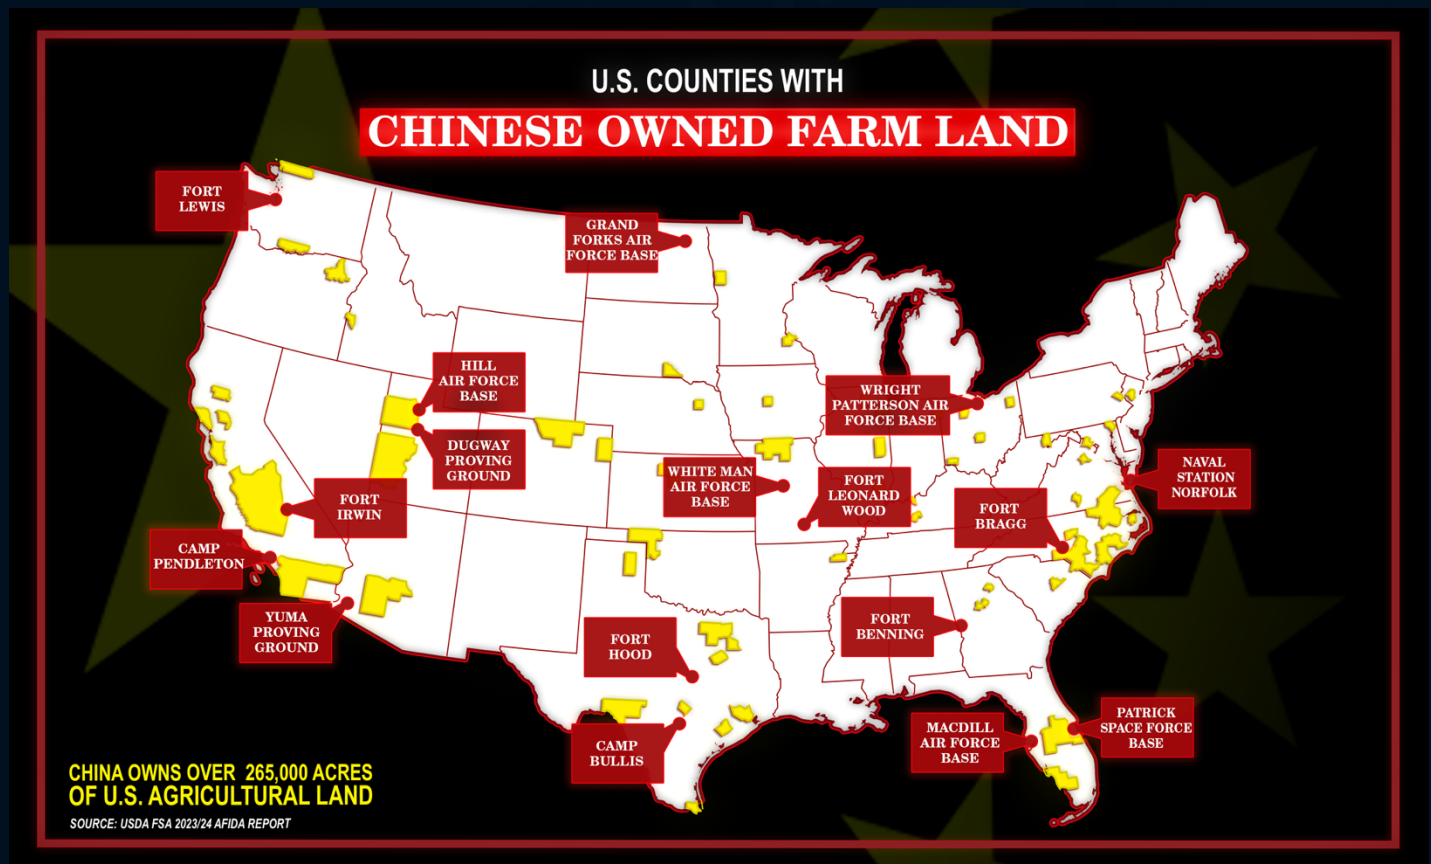 U.S. COUNTIES WITH
CHINESE OWNED FARM LAND
FORT
LEWIS
GRAND
FORKS AIR
FORCE BASE
HILL
AIR FORCE
BASE
DUGWAY
PROVING
GROUND
WRIGHT
PATTERSON AIR
FORCE BASE
WHITE MAN
AIR FORCE
BASE
FORT
LEONARD
WOOD
NAVAL
STATION
NORFOLK
FORT
IRWIN
FORT
BRAGG
CAMP
PENDLETON
YUMA
PROVING
GROUND
FORT
HOOD
FORT
BENNING
CAMP
BULLIS
MACDILL
AIR FORCE
BASE
PATRICK
SPACE FORCE
BASE
CHINA OWNS OVER 265,000 ACRES
OF U.S. AGRICULTURAL LAND
SOURCE: USDA FSA 2023/24 AFIDA REPORT